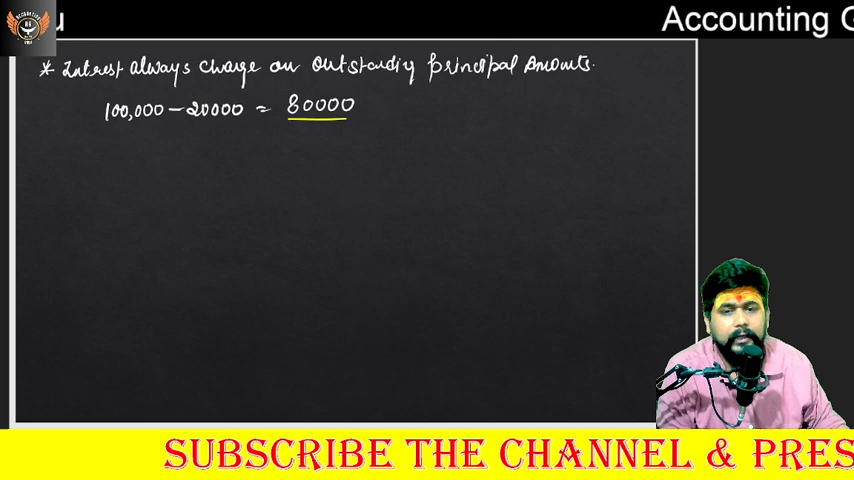 Accounting G
* Interest always charge on outstanding principal Amounts.
100,000 - 20000 = 80000
SUBSCRIBE THE CHANNEL & PRES